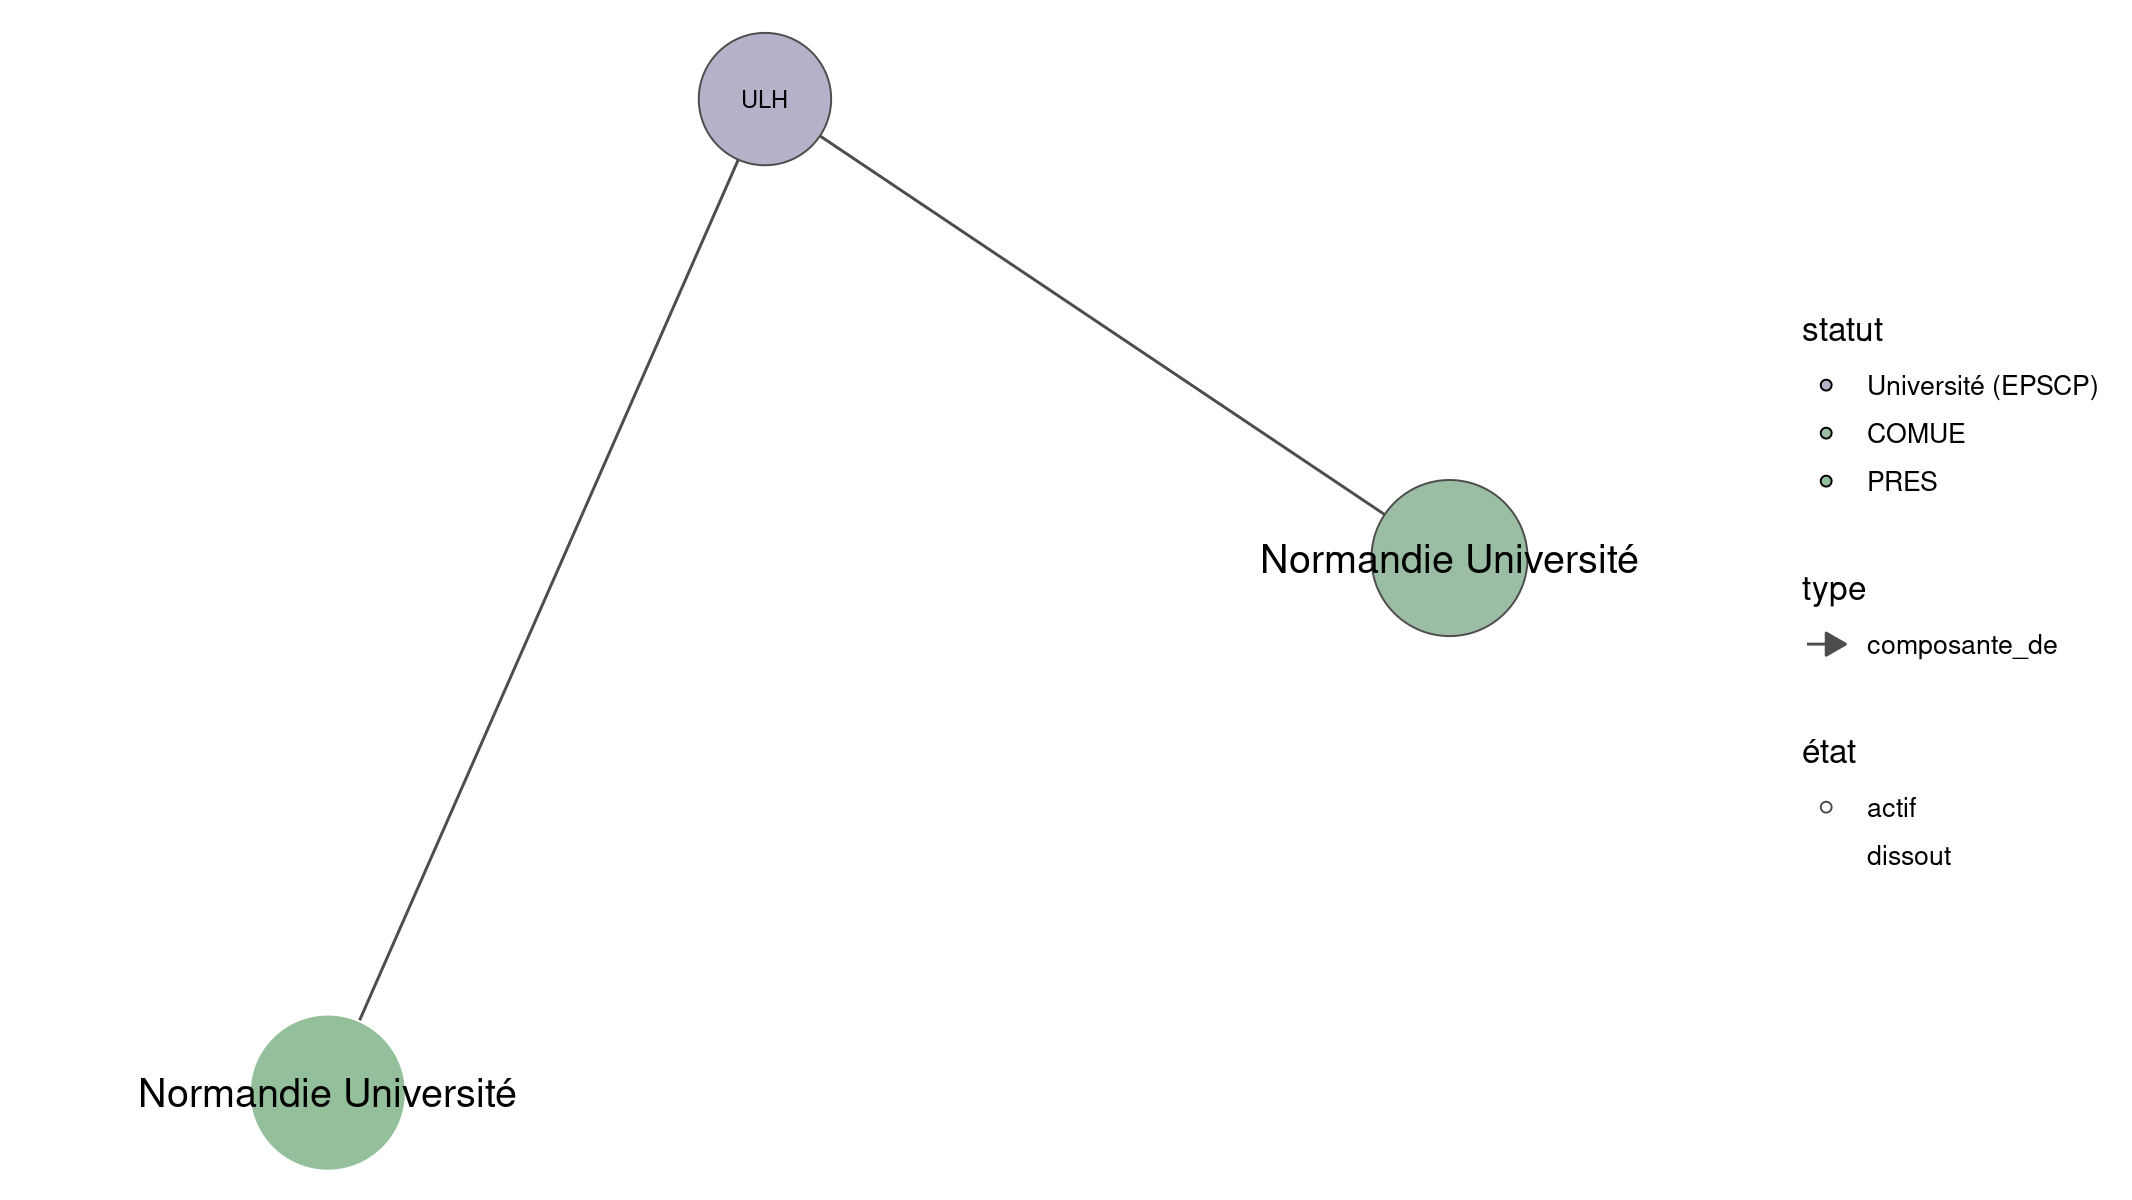 ULH
Normandie Université
Normandie Université
statut
Université (EPSCP)
COMUE
PRES
type
composante_de
état
actif
dissout